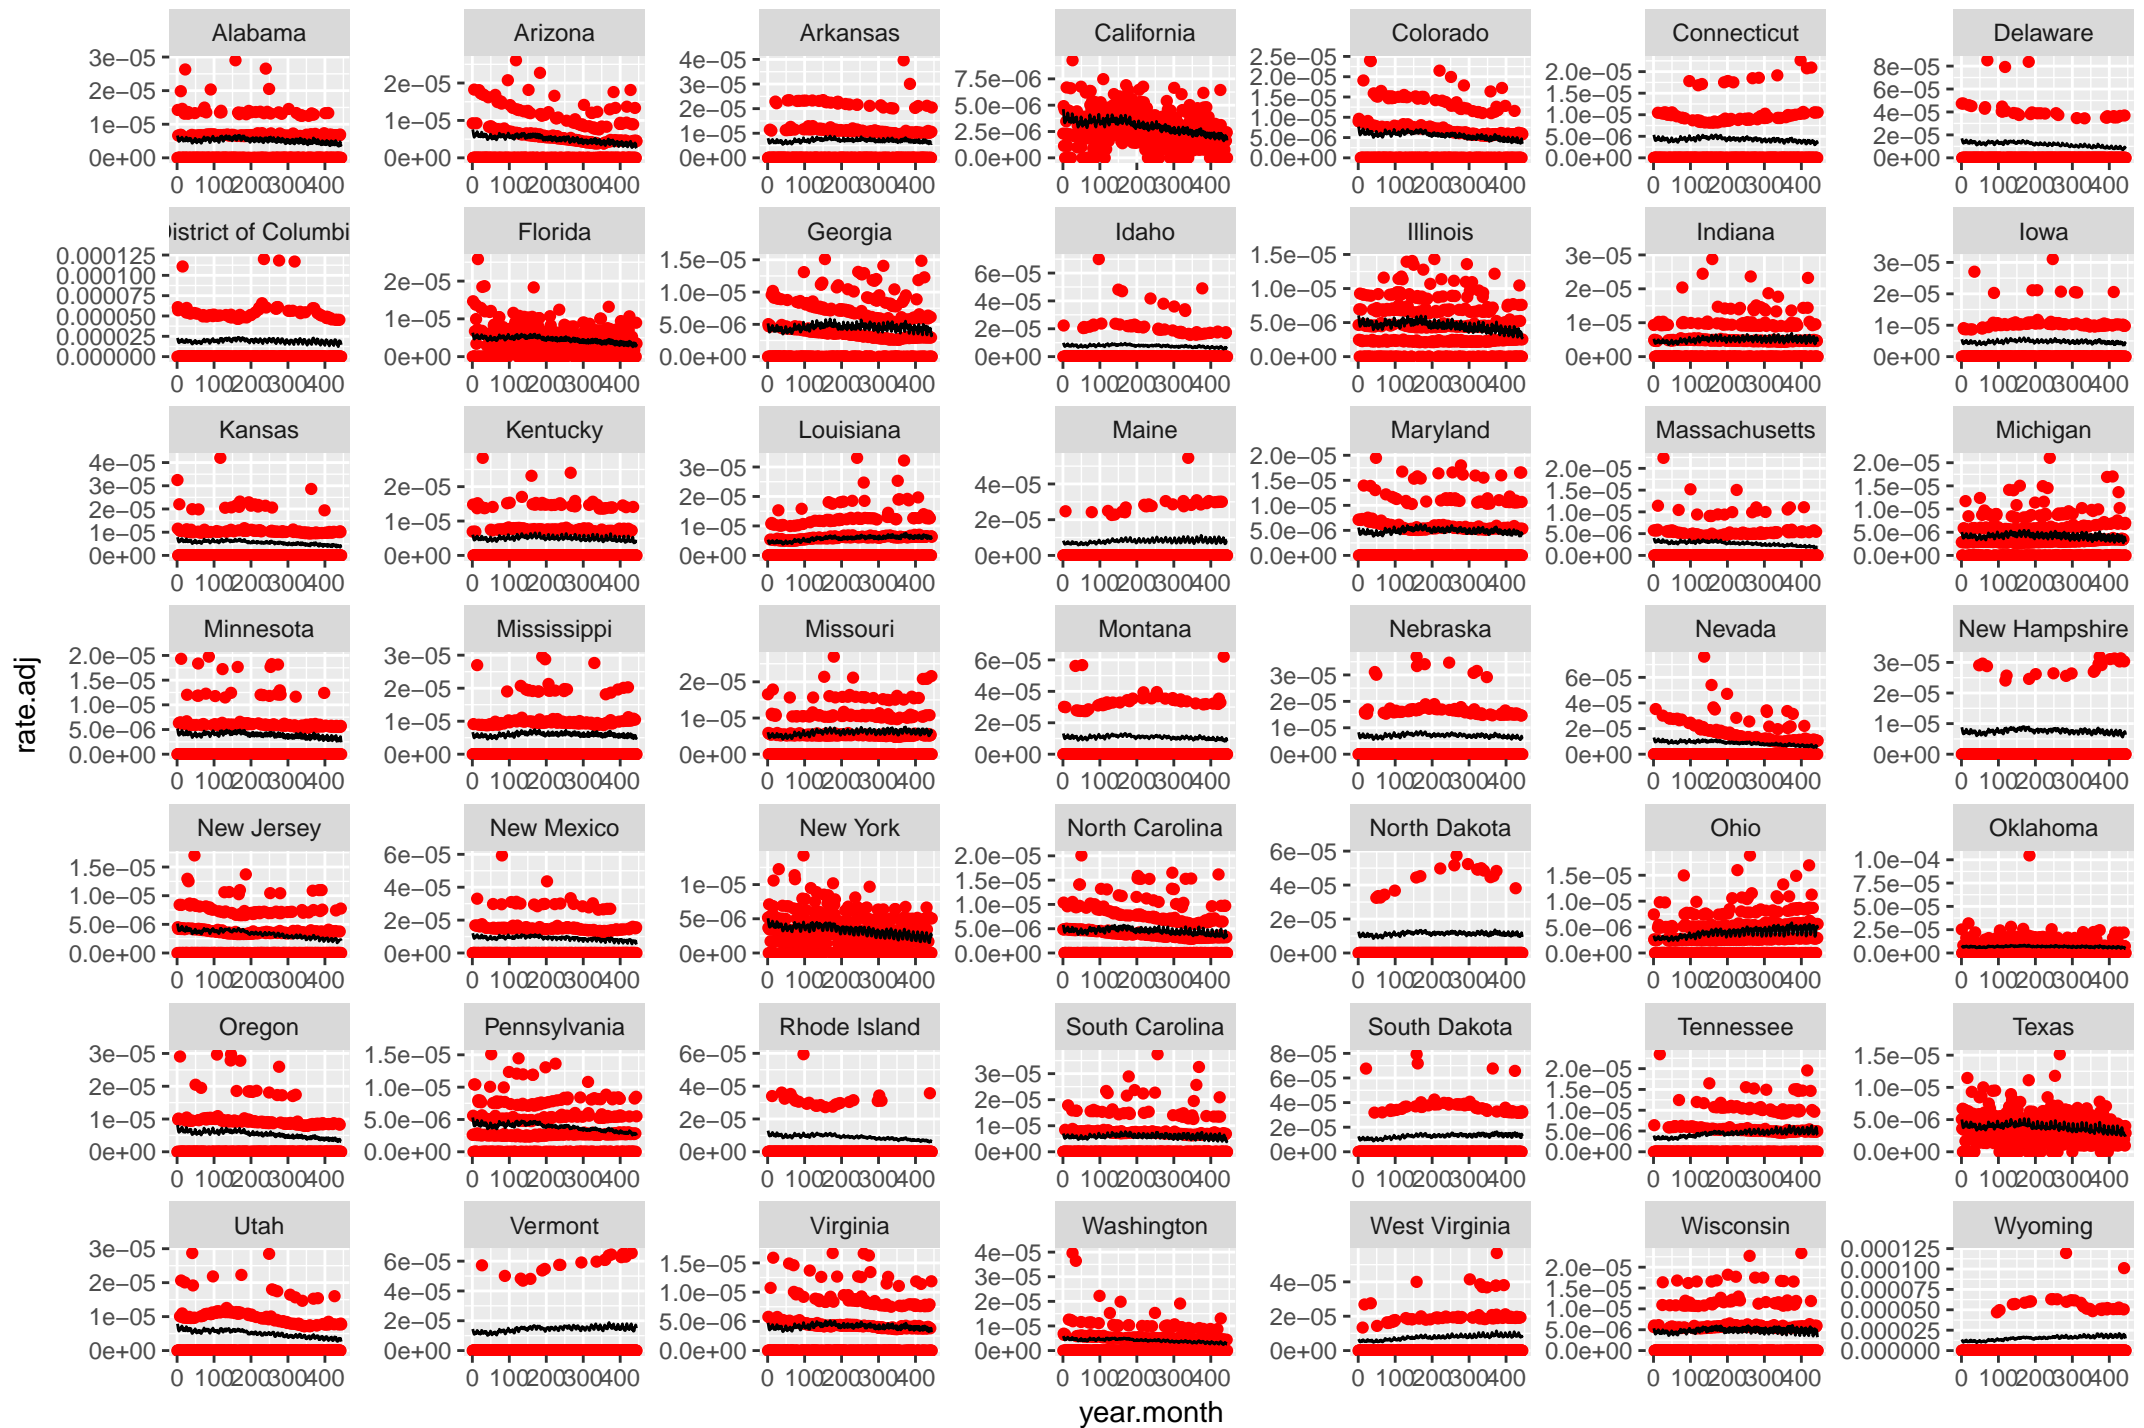 Alabama
Arizona
Arkansas
California
Colorado
Connecticut
Delaware
3e−05
2e−05
1e−05
0e+00
2e−05
1e−05
0e+00
4e−05
3e−05
2e−05
1e−05
0e+00
7.5e−06
5.0e−06
2.5e−06
0.0e+00
2.5e−05
2.0e−05
1.5e−05
1.0e−05
5.0e−06
0.0e+00
2.0e−05
1.5e−05
1.0e−05
5.0e−06
0.0e+00
8e−05
6e−05
4e−05
2e−05
0e+00
0 100200300400
0 100200300400
0 100200300400
0 100200300400
0 100200300400
0 100200300400
0 100200300400
District of Columbi
Florida
Georgia
Idaho
Illinois
Indiana
Iowa
0.000125
0.000100
0.000075
0.000050
0.000025
0.000000
2e−05
1e−05
0e+00
1.5e−05
1.0e−05
5.0e−06
0.0e+00
6e−05
4e−05
2e−05
0e+00
1.5e−05
1.0e−05
5.0e−06
0.0e+00
3e−05
2e−05
1e−05
0e+00
3e−05
2e−05
1e−05
0e+00
0 100200300400
0 100200300400
0 100200300400
0 100200300400
0 100200300400
0 100200300400
0 100200300400
Kansas
Kentucky
Louisiana
Maine
Maryland
Massachusetts
Michigan
4e−05
3e−05
2e−05
1e−05
0e+00
2e−05
1e−05
0e+00
3e−05
2e−05
1e−05
0e+00
4e−05
2e−05
0e+00
2.0e−05
1.5e−05
1.0e−05
5.0e−06
0.0e+00
2.0e−05
1.5e−05
1.0e−05
5.0e−06
0.0e+00
2.0e−05
1.5e−05
1.0e−05
5.0e−06
0.0e+00
0 100200300400
0 100200300400
0 100200300400
0 100200300400
0 100200300400
0 100200300400
0 100200300400
Minnesota
Mississippi
Missouri
Montana
Nebraska
Nevada
New Hampshire
2.0e−05
1.5e−05
1.0e−05
5.0e−06
0.0e+00
3e−05
2e−05
1e−05
0e+00
2e−05
1e−05
0e+00
6e−05
4e−05
2e−05
0e+00
3e−05
2e−05
1e−05
0e+00
6e−05
4e−05
2e−05
0e+00
3e−05
2e−05
1e−05
0e+00
0 100200300400
0 100200300400
0 100200300400
0 100200300400
0 100200300400
0 100200300400
0 100200300400
rate.adj
New Jersey
New Mexico
New York
North Carolina
North Dakota
Ohio
Oklahoma
1.5e−05
1.0e−05
5.0e−06
0.0e+00
6e−05
4e−05
2e−05
0e+00
1e−05
5e−06
0e+00
2.0e−05
1.5e−05
1.0e−05
5.0e−06
0.0e+00
6e−05
4e−05
2e−05
0e+00
1.5e−05
1.0e−05
5.0e−06
0.0e+00
1.0e−04
7.5e−05
5.0e−05
2.5e−05
0.0e+00
0 100200300400
0 100200300400
0 100200300400
0 100200300400
0 100200300400
0 100200300400
0 100200300400
Oregon
Pennsylvania
Rhode Island
South Carolina
South Dakota
Tennessee
Texas
3e−05
2e−05
1e−05
0e+00
1.5e−05
1.0e−05
5.0e−06
0.0e+00
6e−05
4e−05
2e−05
0e+00
3e−05
2e−05
1e−05
0e+00
8e−05
6e−05
4e−05
2e−05
0e+00
2.0e−05
1.5e−05
1.0e−05
5.0e−06
0.0e+00
1.5e−05
1.0e−05
5.0e−06
0.0e+00
0 100200300400
0 100200300400
0 100200300400
0 100200300400
0 100200300400
0 100200300400
0 100200300400
Utah
Vermont
Virginia
Washington
West Virginia
Wisconsin
Wyoming
3e−05
2e−05
1e−05
0e+00
6e−05
4e−05
2e−05
0e+00
1.5e−05
1.0e−05
5.0e−06
0.0e+00
4e−05
3e−05
2e−05
1e−05
0e+00
4e−05
2e−05
0e+00
2.0e−05
1.5e−05
1.0e−05
5.0e−06
0.0e+00
0.000125
0.000100
0.000075
0.000050
0.000025
0.000000
0 100200300400
0 100200300400
0 100200300400
0 100200300400
0 100200300400
0 100200300400
0 100200300400
year.month